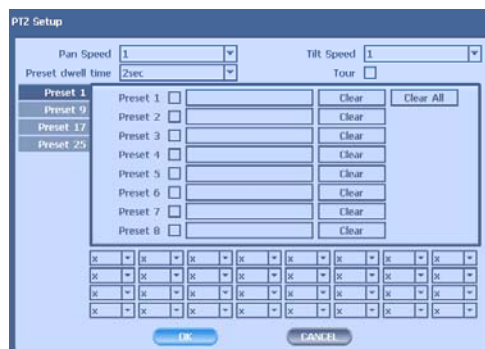 PTZ Setup
Pan Speed 1 Tilt Speed 1
Preset dwell time 2sec Tour
Preset 1
Preset 9
Preset 17
Preset 25
Preset 1 Clear Clear All
Preset 2 Clear
Preset 3 Clear
Preset 4 Clear
Preset 5 Clear
Preset 6 Clear
Preset 7 Clear
Preset 8 Clear
x x x x x x x x
x x x x x x x x
x x x x x x x x
x x x x x x x x
OK CANCEL